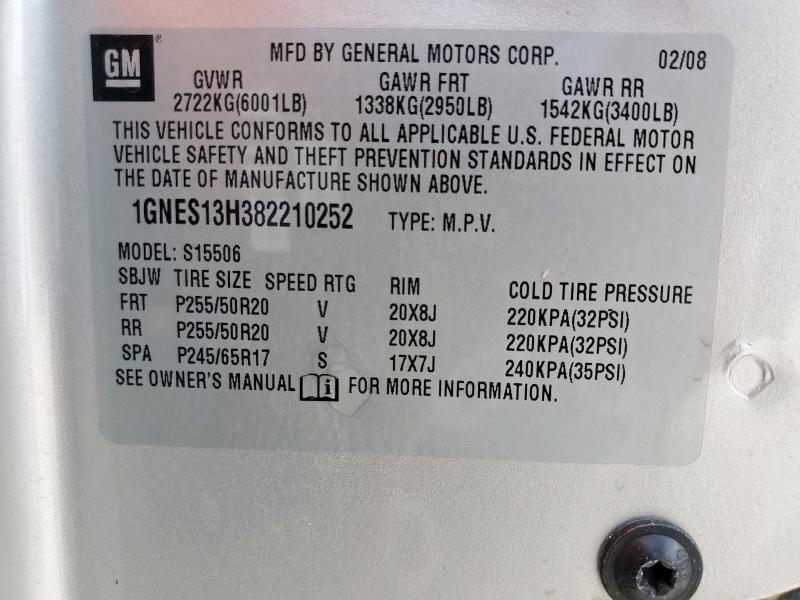 GM ® MFD BY GENERAL MOTORS CORP. 02/08
GVWR GAWR FRT GAWR RR
2722KG(6001LB) 1338KG(2950LB) 1542KG(3400LB)
THIS VEHICLE CONFORMS TO ALL APPLICABLE U.S. FEDERAL MOTOR
VEHICLE SAFETY AND THEFT PREVENTION STANDARDS IN EFFECT ON
THE DATE OF MANUFACTURE SHOWN ABOVE.
1GNES13H382210252 TYPE: M.P.V.
MODEL: S15506
SBJW TIRE SIZE SPEED RTG RIM COLD TIRE PRESSURE
FRT P255/50R20 V 20X8J 220KPA(32PSI)
RR P255/50R20 V 20X8J 220KPA(32PSI)
SPA P245/65R17 S 17X7J 240KPA(35PSI)
SEE OWNER'S MANUAL i FOR MORE INFORMATION.